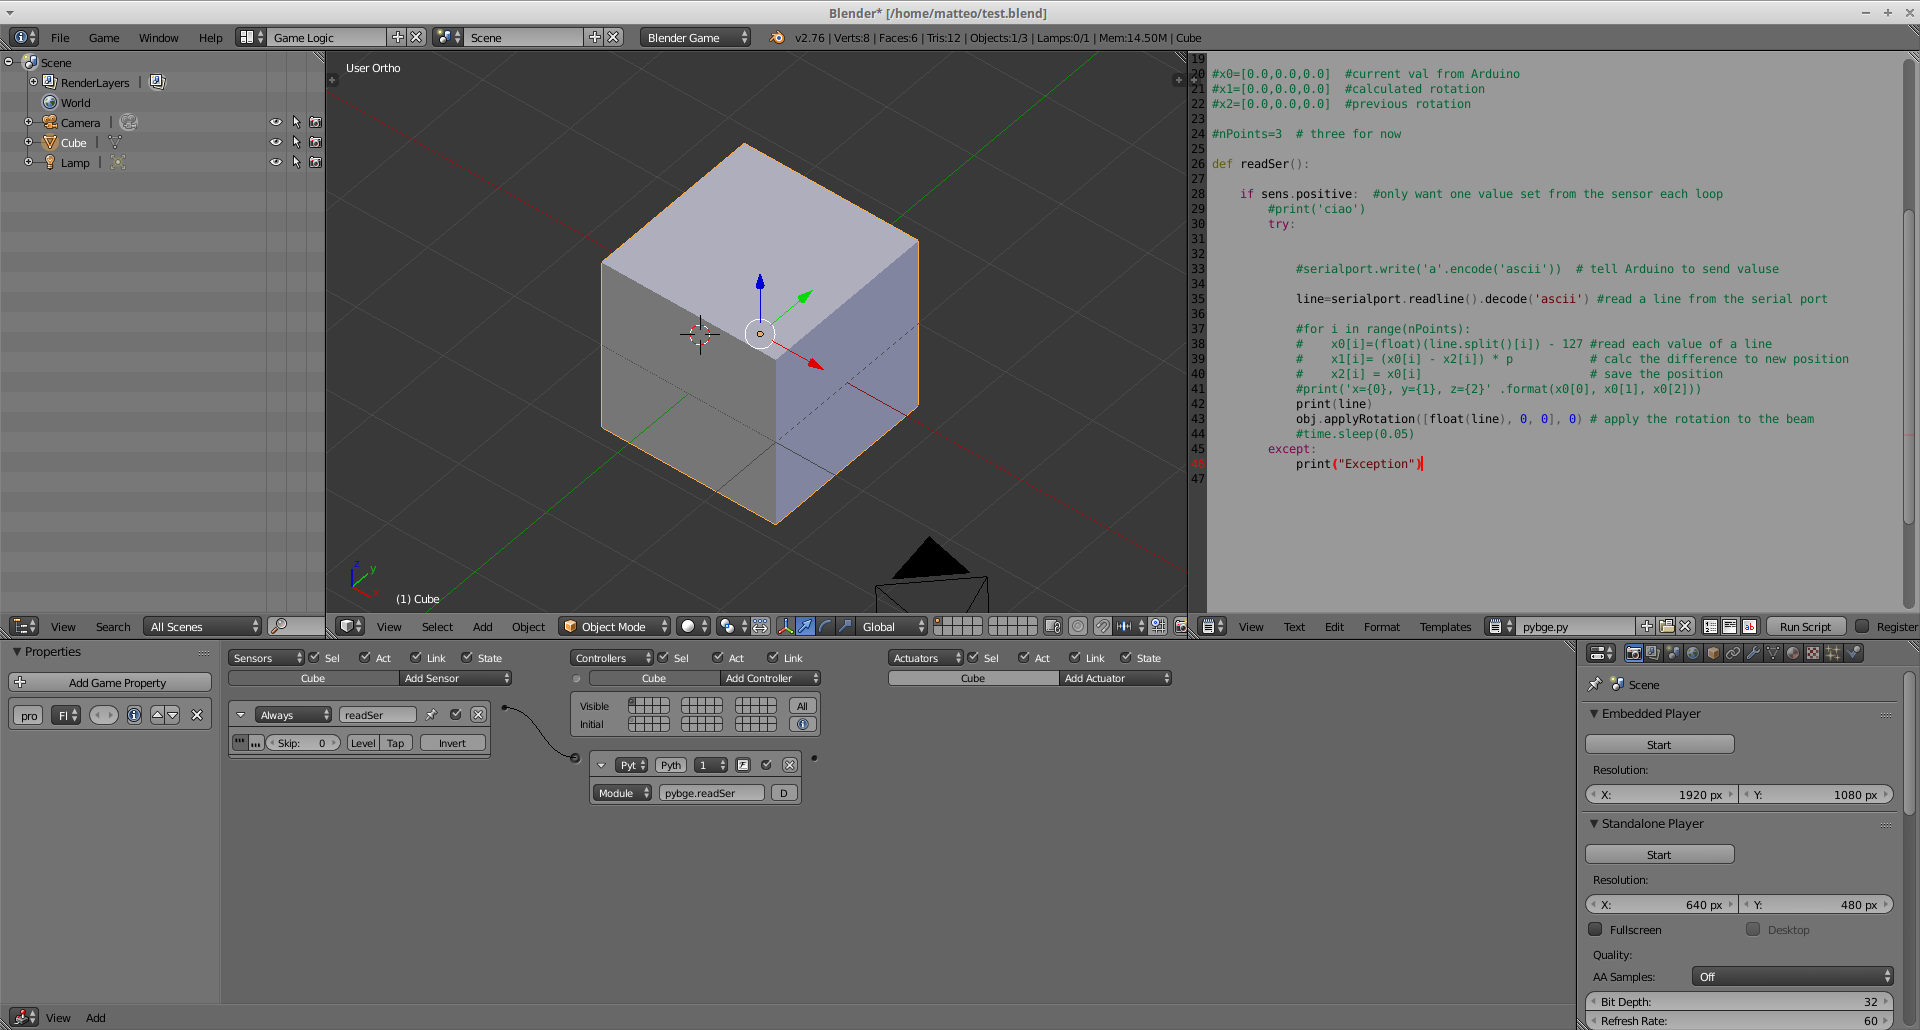 Blender* [/home/matteo/test.blend]
File Game Window Help Game Logic Scene Blender Game v2.76 | Verts:8 | Faces:6 | Tris:12 | Objects:1/3 | Lamps:0/1 | Mem:14.50M | Cube
Scene
RenderLayers |
World
Camera |
Cube |
Lamp |
User Ortho
z
y
x
(1) Cube
19
20 #x0=[0.0,0.0,0.0]  #current val from Arduino
21 #x1=[0.0,0.0,0.0]  #calculated rotation
22 #x2=[0.0,0.0,0.0]  #previous rotation
23
24 #nPoints=3  # three for now
25
26 def readSer():
27
28     if sens.positive:  #only want one value set from the sensor each loop
29         #print('ciao')
30         try:
31
32
33             #serialport.write('a'.encode('ascii'))  # tell Arduino to send valuse
34
35             line=serialport.readline().decode('ascii') #read a line from the serial port
36
37             #for i in range(nPoints):
38             #    x0[i]=(float)(line.split()[i]) - 127 #read each value of a line
39             #    x1[i]= (x0[i] - x2[i]) * p           # calc the difference to new position
40             #    x2[i] = x0[i]                        # save the position
41             #print('x={0}, y={1}, z={2}' .format(x0[0], x0[1], x0[2]))
42             print(line)
43             obj.applyRotation([float(line), 0, 0], 0) # apply the rotation to the beam
44             #time.sleep(0.05)
45         except:
46             print("Exception")
47
View Search All Scenes
View Select Add Object Object Mode Global
View Text Edit Format Templates pybge.py Run Script Register
Properties
Add Game Property
pro Fl
Sensors Sel Act Link State
Cube Add Sensor
Always readSer
Skip: 0 Level Tap Invert
Controllers Sel Act Link
Cube Add Controller
Visible All
Initial
Pyt Pyth 1
Module pybge.readSer D
Actuators Sel Act Link State
Cube Add Actuator
Scene
Embedded Player
Start
Resolution:
X: 1920 px Y: 1080 px
Standalone Player
Start
Resolution:
X: 640 px Y: 480 px
Fullscreen Desktop
Quality:
AA Samples: Off
Bit Depth: 32
Refresh Rate: 60
View Add